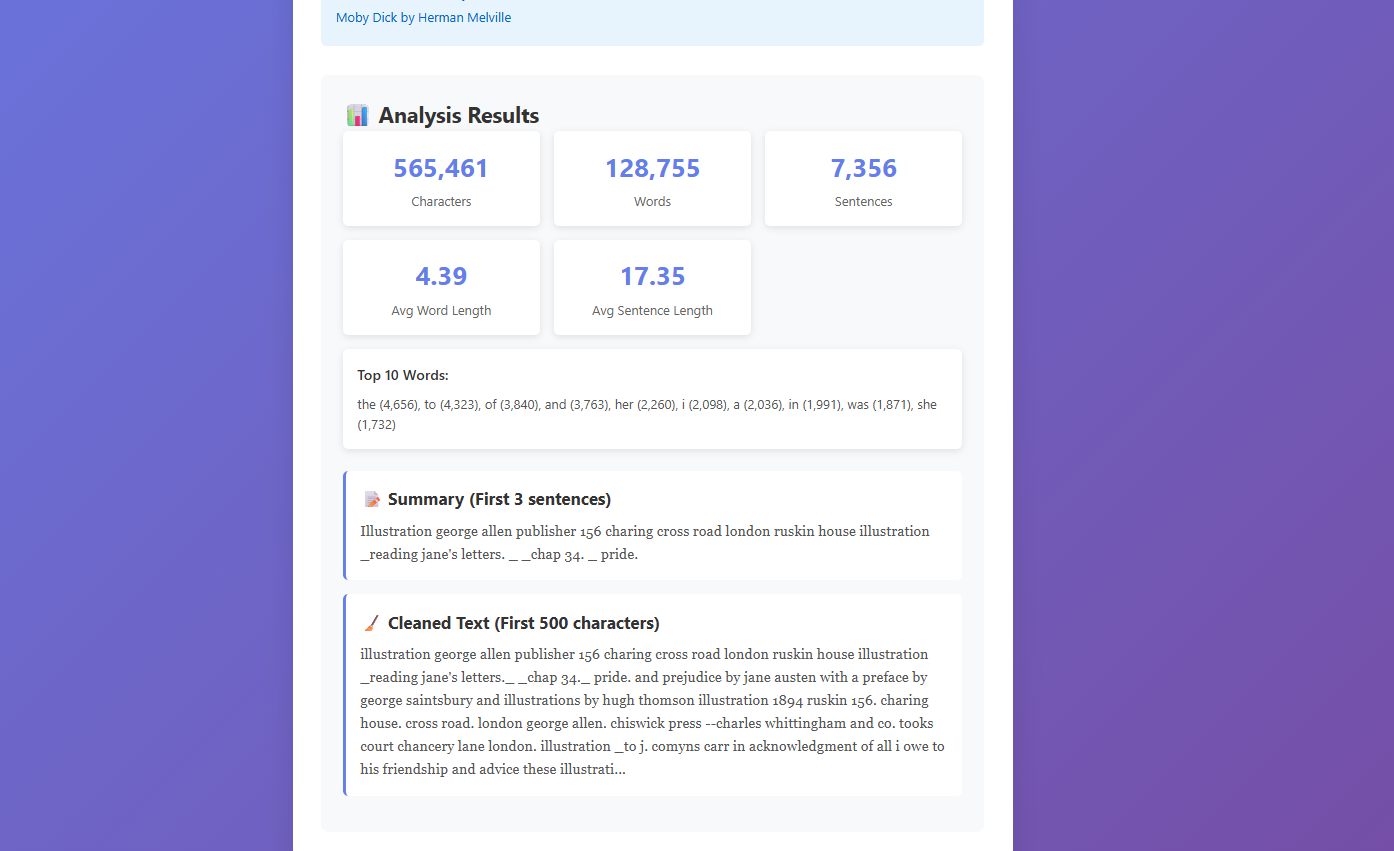 Moby Dick by Herman Melville
Analysis Results
565,461
Characters
128,755
Words
7,356
Sentences
4.39
Avg Word Length
17.35
Avg Sentence Length
Top 10 Words:
the (4,656), to (4,323), of (3,840), and (3,763), her (2,260), i (2,098), a (2,036), in (1,991), was (1,871), she
(1,732)
Summary (First 3 sentences)
Illustration george allen publisher 156 charing cross road london ruskin house illustration
_reading jane's letters. _ _chap 34. _ pride.
Cleaned Text (First 500 characters)
illustration george allen publisher 156 charing cross road london ruskin house illustration
_reading jane's letters._ _chap 34._ pride. and prejudice by jane austen with a preface by
george saintsbury and illustrations by hugh thomson illustration 1894 ruskin 156. charing
house. cross road. london george allen. chiswick press --charles whittingham and co. tooks
court chancery lane london. illustration _to j. comyns carr in acknowledgment of all i owe to
his friendship and advice these illustrati...